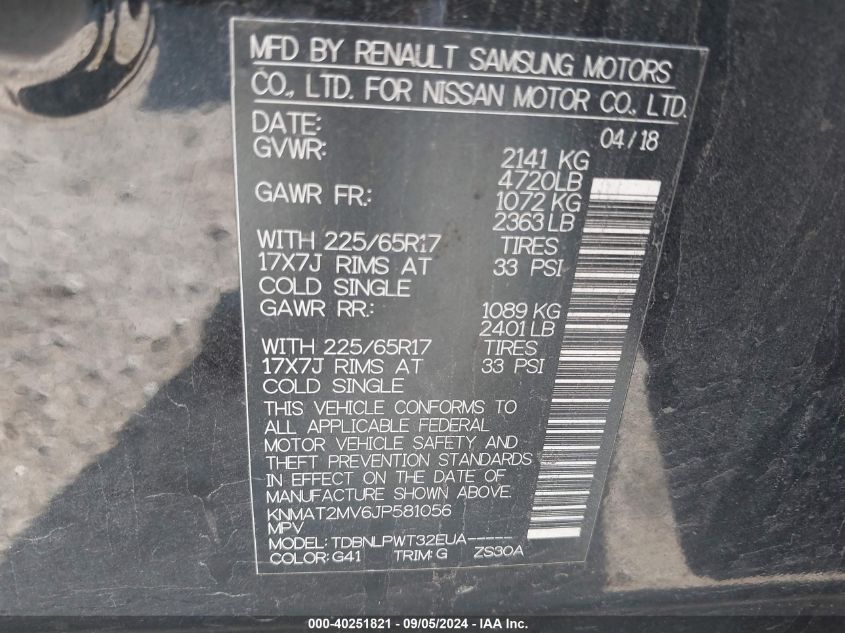 MFD BY RENAULT SAMSUNG MOTORS
CO., LTD. FOR NISSAN MOTOR CO., LTD.
DATE: 04/18
GVWR: 2141 KG
4720LB
GAWR FR: 1072 KG
2363 LB
WITH 225/65R17 TIRES
17X7J RIMS AT 33 PSI
COLD SINGLE
GAWR RR: 1089 KG
2401 LB
WITH 225/65R17 TIRES
17X7J RIMS AT 33 PSI
COLD SINGLE
THIS VEHICLE CONFORMS TO
ALL APPLICABLE FEDERAL
MOTOR VEHICLE SAFETY AND
THEFT PREVENTION STANDARDS
IN EFFECT ON THE DATE OF
MANUFACTURE SHOWN ABOVE.
KNMAT2MV6JP581056
MPV
MODEL: TDBNLPWT32EUA-----
COLOR: G41 TRIM: G ZS30A
000-40251821 - 09/05/2024 - IAA Inc.